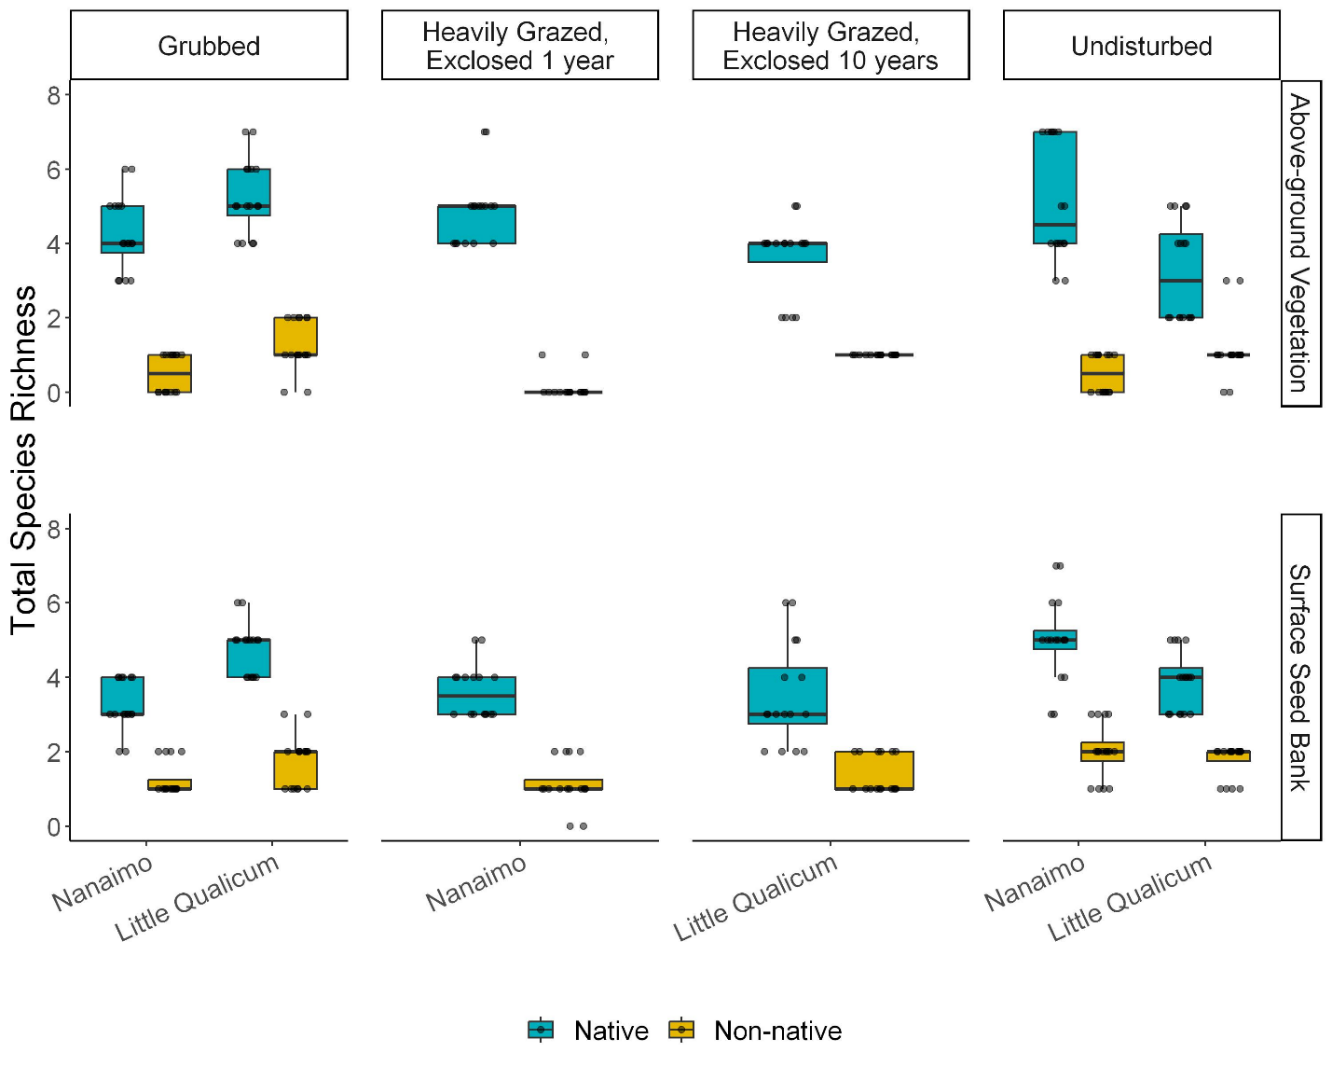 Grubbed
Heavily Grazed,
Exclosed 1 year
Heavily Grazed,
Exclosed 10 years
Undisturbed
Total Species Richness
8
6
4
2
0
Above-ground Vegetation
8
6
4
2
0
Surface Seed Bank
Nanaimo
Little Qualicum
Nanaimo
Little Qualicum
Nanaimo
Little Qualicum
Native
Non-native